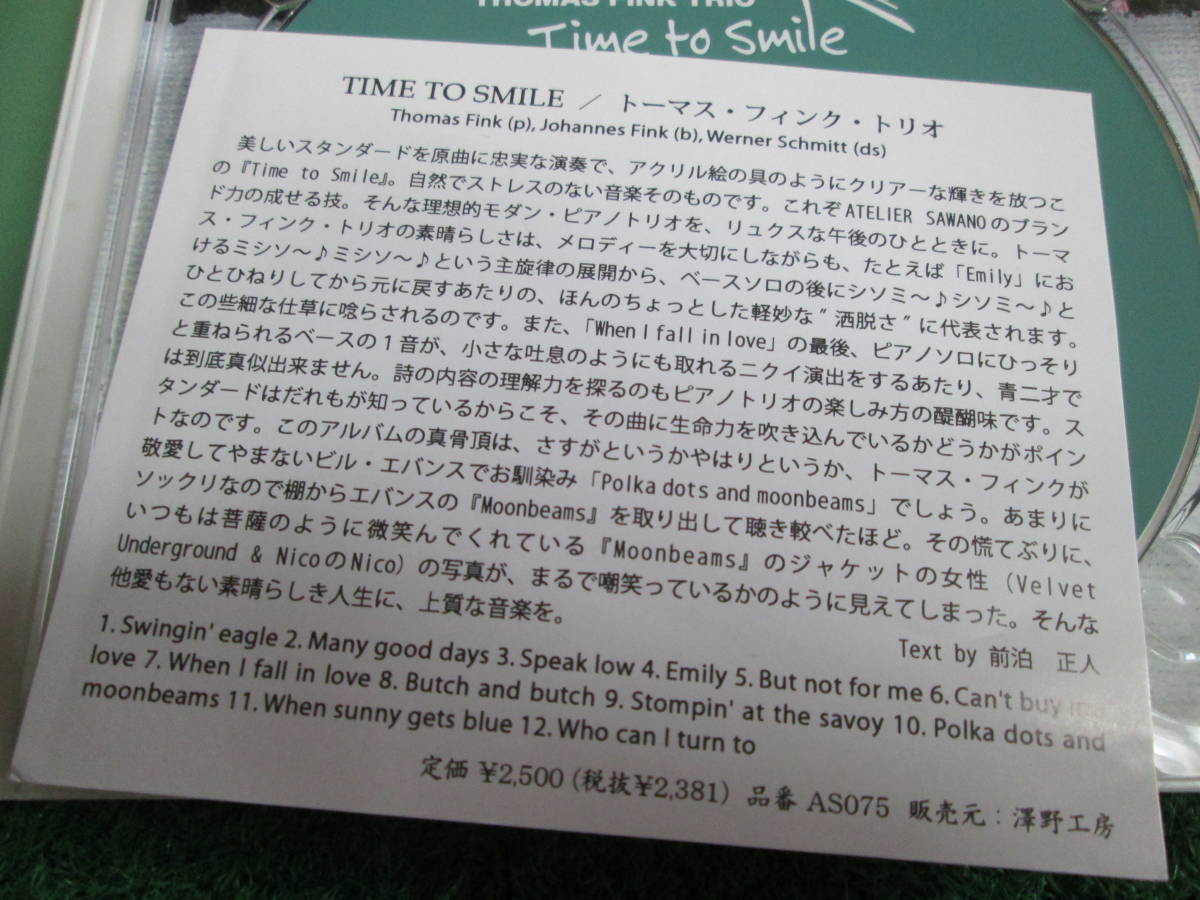 THOMAS FINK TRIO
Time to Smile
TIME TO SMILE / トーマス・フィンク・トリオ
Thomas Fink (p), Johannes Fink (b), Werner Schmitt (ds)
美しいスタンダードを原曲に忠実な演奏で、アクリル絵の具のようにクリアーな輝きを放つこ
の『Time to Smile』。自然でストレスのない音楽そのものです。これぞATELIER SAWANOのブラン
ド力の成せる技。そんな理想的モダン・ピアノトリオを、リュクスな午後のひとときに。トーマ
ス・フィンク・トリオの素晴らしさは、メロディーを大切にしながらも、たとえば「Emily」にお
けるミシソ～♪ミシソ～♪という主旋律の展開から、ベースソロの後にシソミ～♪シソミ～♪と
ひとひねりしてから元に戻すあたりの、ほんのちょっとした軽妙な"洒脱さ"に代表されます。
この些細な仕草に唸らされるのです。また、「When I fall in love」の最後、ピアノソロにひっそり
と重ねられるベースの1音が、小さな吐息のようにも取れるニクイ演出をするあたり、青二才で
は到底真似出来ません。詩の内容の理解力を探るのもピアノトリオの楽しみ方の醍醐味です。ス
タンダードはだれもが知っているからこそ、その曲に生命力を吹き込んでいるかどうかがポイン
トなのです。このアルバムの真骨頂は、さすがというかやはりというか、トーマス・フィンクが
敬愛してやまないビル・エバンスでお馴染み「Polka dots and moonbeams」でしょう。あまりに
ソックリなので棚からエバンスの『Moonbeams』を取り出して聴き較べたほど。その慌てぶりに、
いつもは菩薩のように微笑んでくれている『Moonbeams』のジャケットの女性（Velvet
Underground & NicoのNico）の写真が、まるで嘲笑っているかのように見えてしまった。そんな
他愛もない素晴らしき人生に、上質な音楽を。
Text by 前泊　正人
1. Swingin' eagle 2. Many good days 3. Speak low 4. Emily 5. But not for me 6. Can't buy me
love 7. When I fall in love 8. Butch and butch 9. Stompin' at the savoy 10. Polka dots and
moonbeams 11. When sunny gets blue 12. Who can I turn to
定価 ¥2,500 (税抜¥2,381) 品番 AS075 販売元：澤野工房